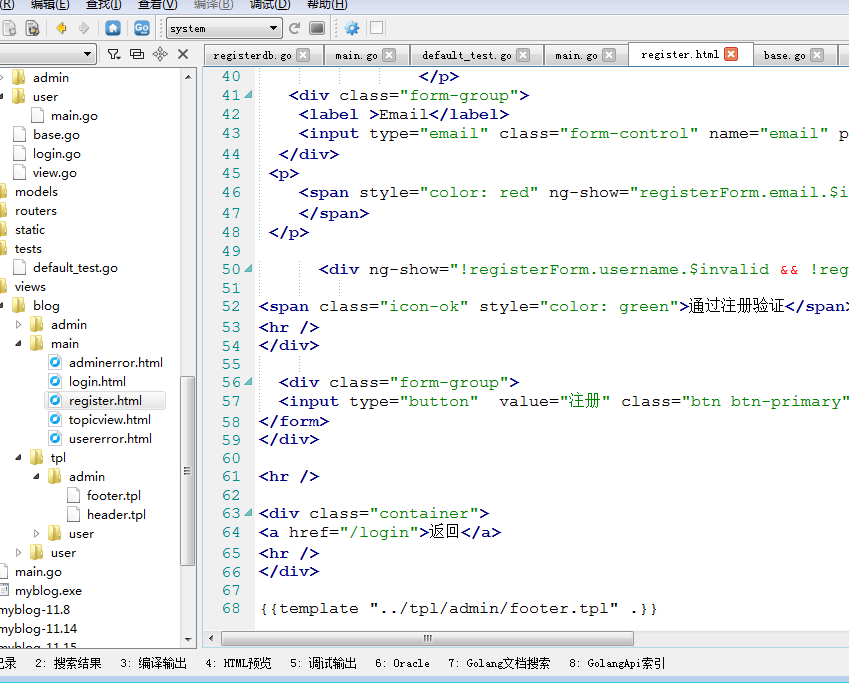 (R) 编辑(E) 查找(I) 查看(V) 编译(B) 调试(D) 帮助(H)
Go system
registerdb.go main.go default_test.go main.go register.html base.go
admin
user
main.go
base.go
login.go
view.go
models
routers
static
tests
default_test.go
views
blog
admin
main
adminerror.html
login.html
register.html
topicview.html
usererror.html
tpl
admin
footer.tpl
header.tpl
user
user
main.go
myblog.exe
myblog-11.8
myblog-11.14
myblog-11.15
40 </p>
41 <div class="form-group">
42 <label >Email</label>
43 <input type="email" class="form-control" name="email" p
44 </div>
45 <p>
46 <span style="color: red" ng-show="registerForm.email.$i
47 </span>
48 </p>
49
50 <div ng-show="!registerForm.username.$invalid && !reg
51
52 <span class="icon-ok" style="color: green">通过注册验证</span>
53 <hr />
54 </div>
55
56 <div class="form-group">
57 <input type="button" value="注册" class="btn btn-primary"
58 </form>
59 </div>
60
61 <hr />
62
63 <div class="container">
64 <a href="/login">返回</a>
65 <hr />
66 </div>
67
68 {{template "../tpl/admin/footer.tpl" .}}
记录 2: 搜索结果 3: 编译输出 4: HTML预览 5: 调试输出 6: Oracle 7: Golang文档搜索 8: GolangApi索引